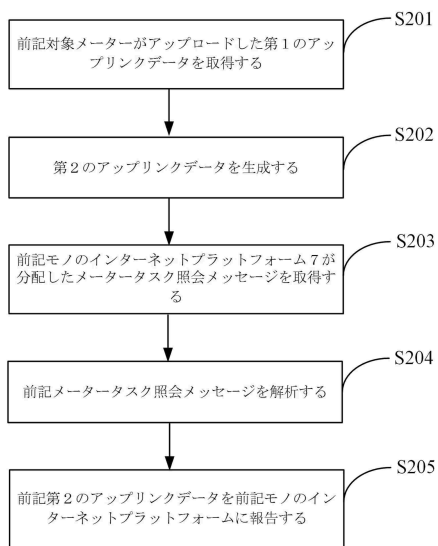 S201
前記対象メーターがアップロードした第１のアッ
プリンクデータを取得する
S202
第２のアップリンクデータを生成する
S203
前記モノのインターネットプラットフォーム７が
分配したメータータスク照会メッセージを取得す
る
S204
前記メータータスク照会メッセージを解析する
S205
前記第２のアップリンクデータを前記モノのイン
ターネットプラットフォームに報告する